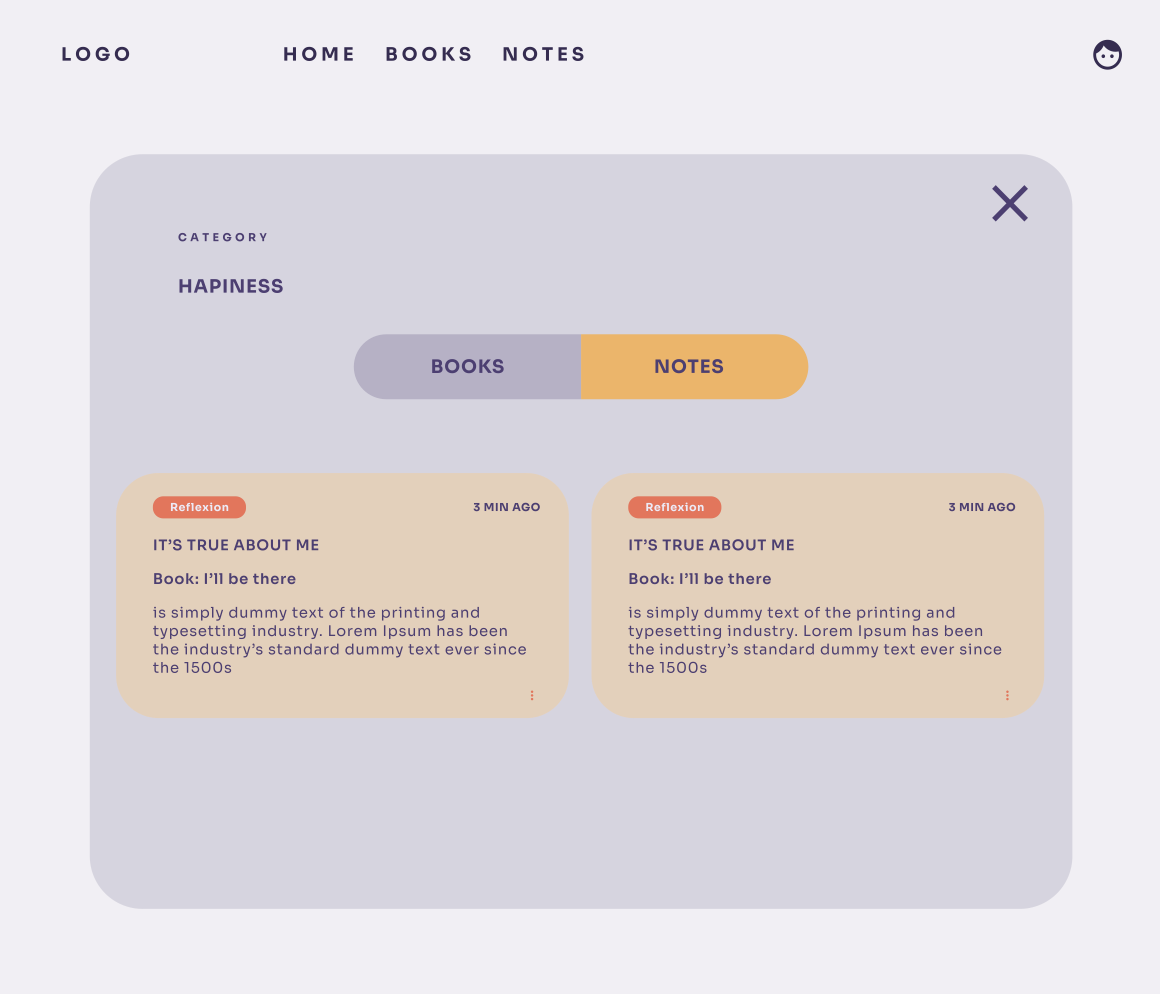 LOGO HOME BOOKS NOTES
CATEGORY
HAPINESS
BOOKS NOTES
Reflexion 3 MIN AGO
IT’S TRUE ABOUT ME
Book: I’ll be there
is simply dummy text of the printing and
typesetting industry. Lorem Ipsum has been
the industry’s standard dummy text ever since
the 1500s
Reflexion 3 MIN AGO
IT’S TRUE ABOUT ME
Book: I’ll be there
is simply dummy text of the printing and
typesetting industry. Lorem Ipsum has been
the industry’s standard dummy text ever since
the 1500s